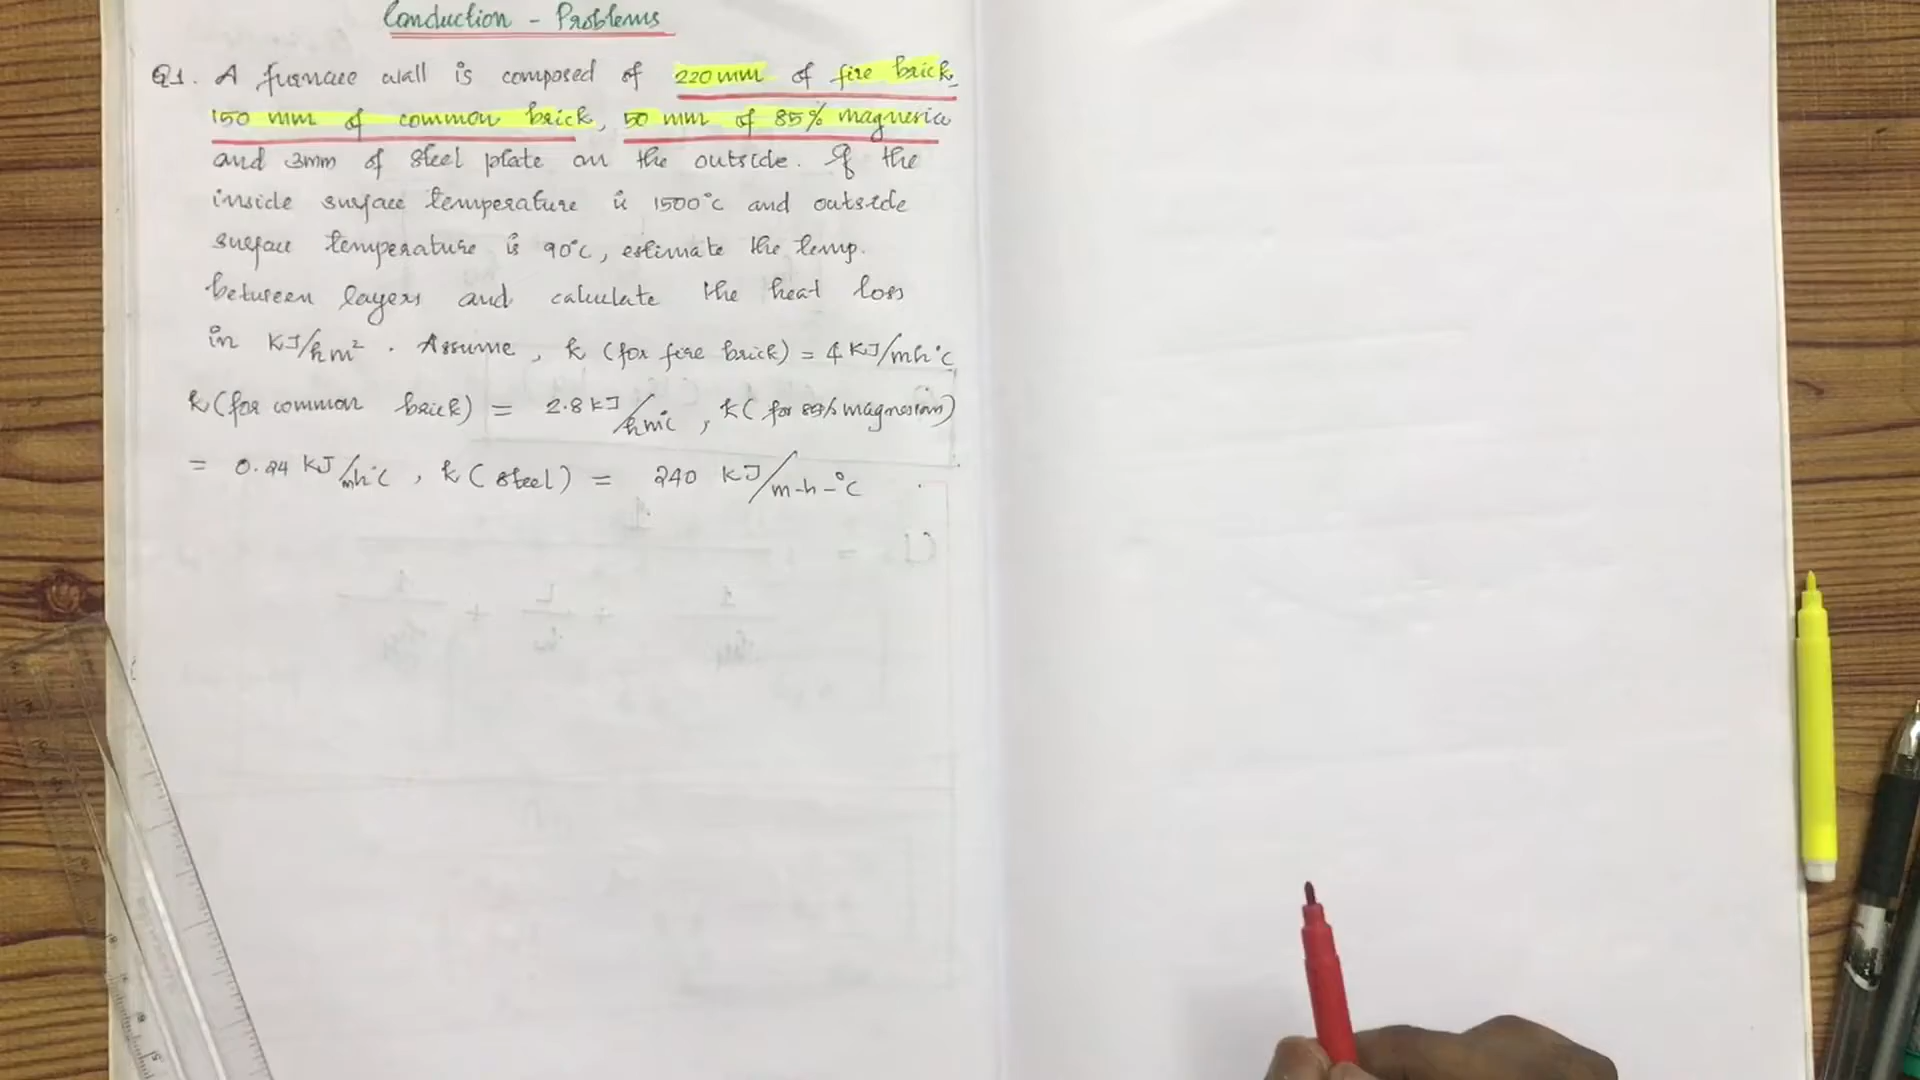 Conduction - Problems
Q1. A furnace wall is composed of 220 mm of fire brick,
150 mm of common brick, 50 mm of 85% magnesia
and 3mm of steel plate on the outside. If the
inside surface temperature is 1500°C and outside
surface temperature is 90°C, estimate the temp.
between layers and calculate the heat loss
in KJ/hm². Assume, k (for fire brick) = 4 KJ/mh°C
k (for common brick) = 2.8 KJ/hm°C, k ( for 85% magnesium)
= 0.24 KJ/mh°C, k ( steel) = 240 KJ/m-h-°C